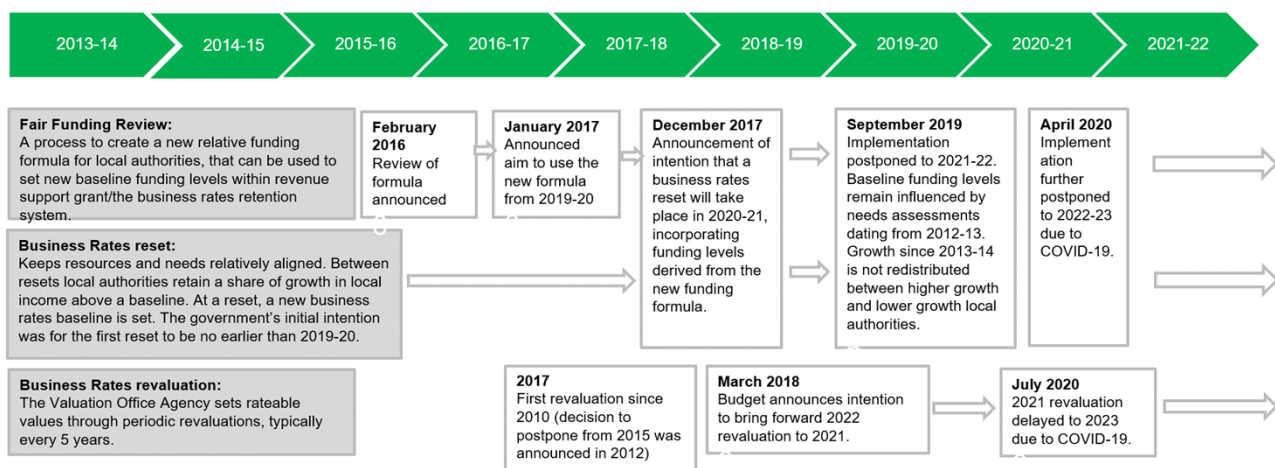 2013-14
2014-15
2015-16
2016-17
2017-18
2018-19
2019-20
2020-21
2021-22
Fair Funding Review:
A process to create a new relative funding
formula for local authorities, that can be used to
set new baseline funding levels within revenue
support grant/the business rates retention
system.
February
2016
Review of
formula
announced
January 2017
Announced
aim to use the
new formula
from 2019-20
December 2017
Announcement of
intention that a
business rates
reset will take
place in 2020-21,
incorporating
funding levels
derived from the
new funding
formula.
September 2019
Implementation
postponed to 2021-22.
Baseline funding levels
remain influenced by
needs assessments
dating from 2012-13.
Growth since 2013-14
is not redistributed
between higher growth
and lower growth local
authorities.
April 2020
Implement
ation
further
postponed
to 2022-23
due to
COVID-19.
Business Rates reset:
Keeps resources and needs relatively aligned. Between
resets local authorities retain a share of growth in local
income above a baseline. At a reset, a new business
rates baseline is set. The government's initial intention
was for the first reset to be no earlier than 2019-20.
Business Rates revaluation:
The Valuation Office Agency sets rateable
values through periodic revaluations, typically
every 5 years.
2017
First revaluation since
2010 (decision to
postpone from 2015 was
announced in 2012)
March 2018
Budget announces intention
to bring forward 2022
revaluation to 2021.
July 2020
2021 revaluation
delayed to 2023
due to COVID-19.